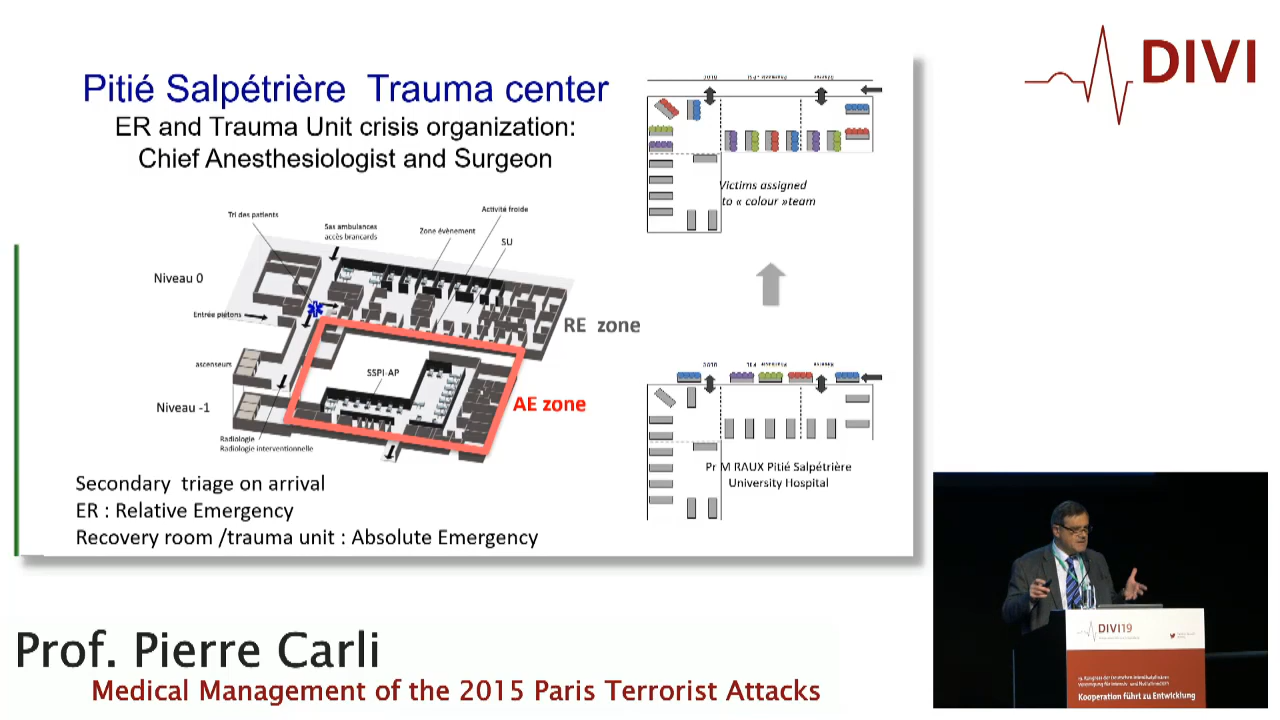 DIVI
Pitié Salpétrière Trauma center
ER and Trauma Unit crisis organization:
Chief Anesthesiologist and Surgeon
Tri des patients
Sas ambulances
accès brancards
Zone évènement
Activité froide
SU
Niveau 0
Entrée piétons
ascenseurs
Niveau -1
SSPI-AP
Radiologie
Radiologie interventionnelle
RE zone
AE zone
Victims assigned
to « colour »team
Pr M RAUX Pitié Salpétrière
University Hospital
Secondary triage on arrival
ER : Relative Emergency
Recovery room /trauma unit : Absolute Emergency
DIVI19
Kooperation führt zu Entwicklung
Prof. Pierre Carli
Medical Management of the 2015 Paris Terrorist Attacks